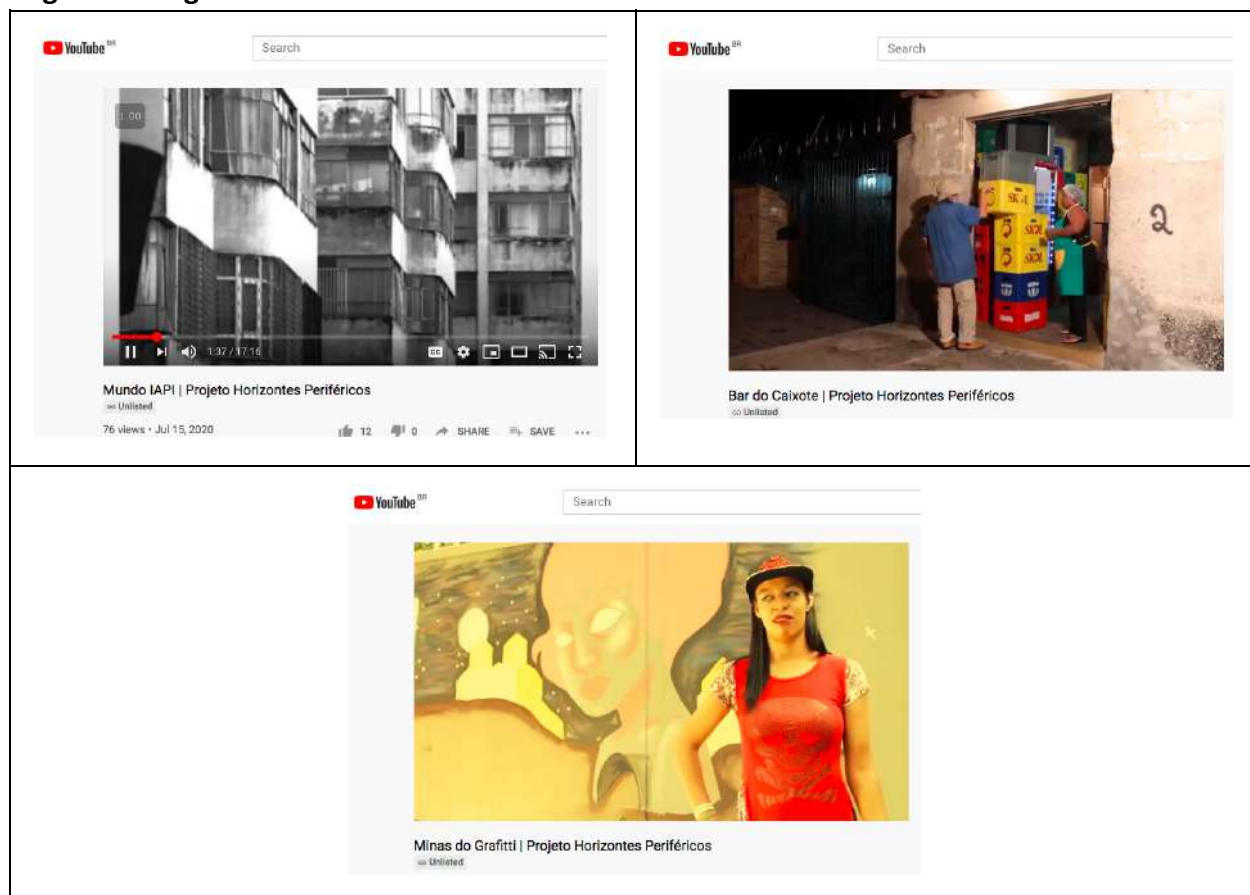 YouTube BR
Search
1:00
1:37 / 17:16
CC
Mundo IAPI | Projeto Horizontes Periféricos
Unlisted
76 views • Jul 15, 2020
12 0 SHARE SAVE ...
YouTube BR
Search
SKOL
SKOL
SKOL
2
Bar do Caixote | Projeto Horizontes Periféricos
Unlisted
YouTube BR
Search
Minas do Grafitti | Projeto Horizontes Periféricos
Unlisted